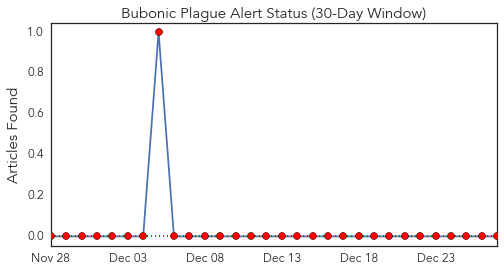 Bubonic Plague Alert Status (30-Day Window)
Articles Found
1.0
0.8
0.6
0.4
0.2
0.0
Nov 28 Dec 03 Dec 08 Dec 13 Dec 18 Dec 23